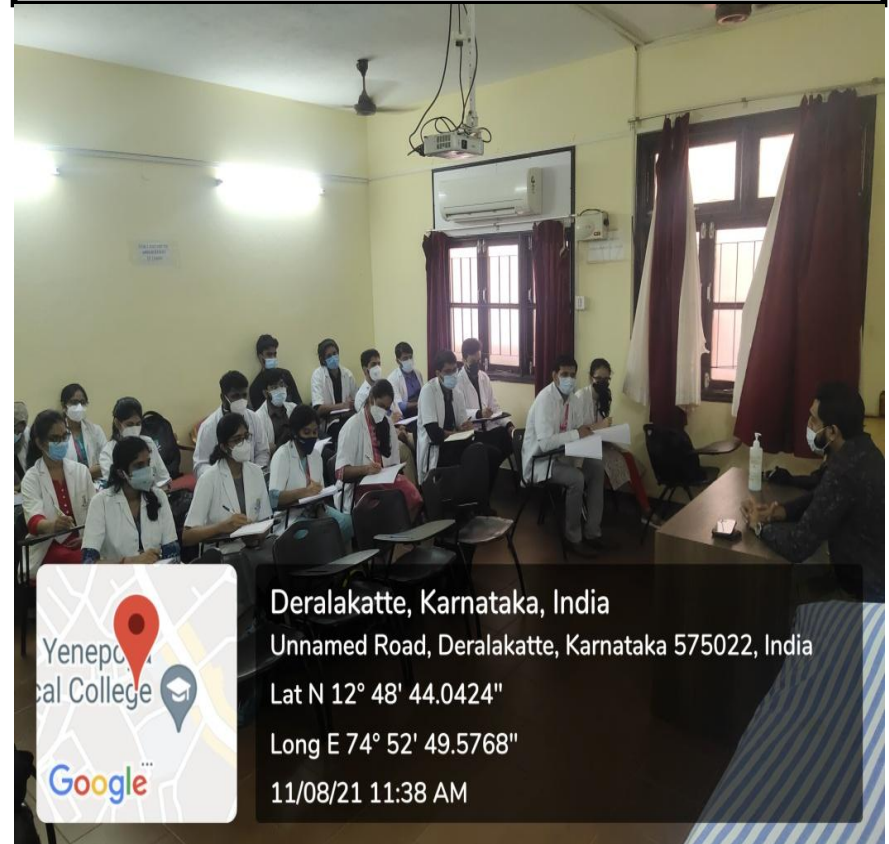 Yenepo
cal College
Google
Deralakatte, Karnataka, India
Unnamed Road, Deralakatte, Karnataka 575022, India
Lat N 12° 48' 44.0424"
Long E 74° 52' 49.5768"
11/08/21 11:38 AM